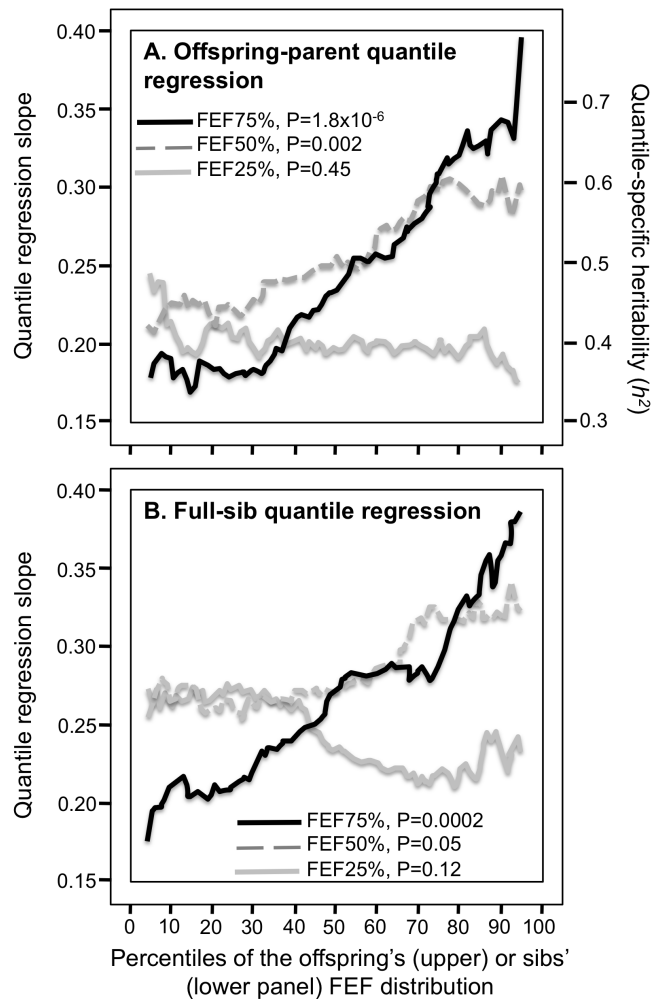 A. Offspring-parent quantile
regression
FEF75%, P=1.8x10-6
FEF50%, P=0.002
FEF25%, P=0.45
Quantile regression slope
0.40
0.35
0.30
0.25
0.20
0.15
Quantile-specific heritability (h2)
0.7
0.6
0.5
0.4
0.3
B. Full-sib quantile regression
Quantile regression slope
0.40
0.35
0.30
0.25
0.20
0.15
FEF75%, P=0.0002
FEF50%, P=0.05
FEF25%, P=0.12
0 10 20 30 40 50 60 70 80 90 100
Percentiles of the offspring's (upper) or sibs'
(lower panel) FEF distribution